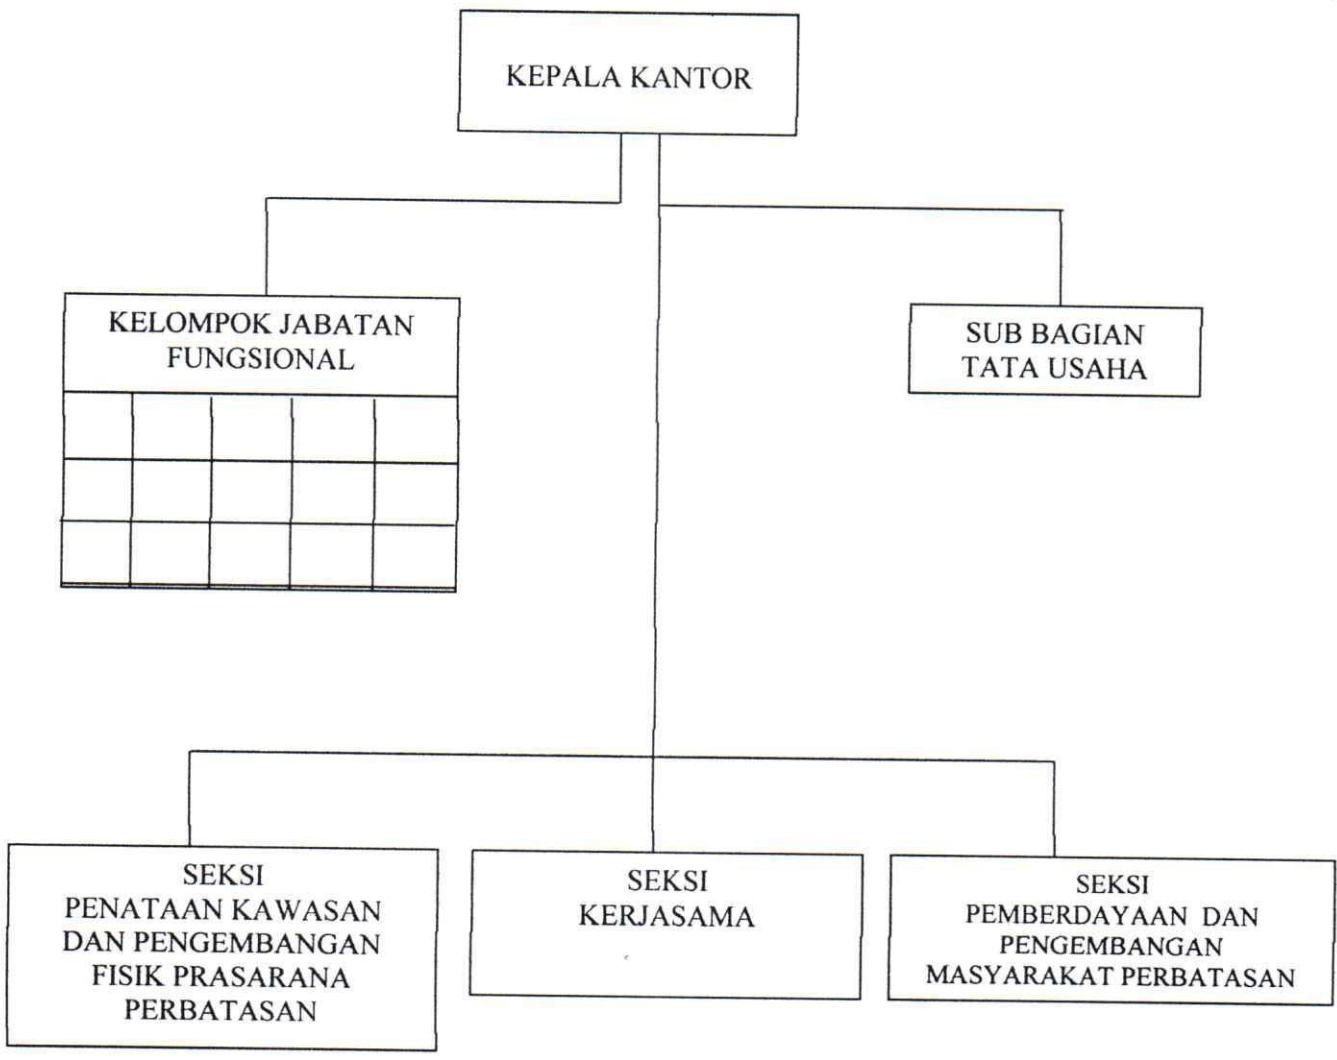 KEPALA KANTOR
KELOMPOK JABATAN
FUNGSIONAL
SUB BAGIAN
TATA USAHA
SEKSI
PENATAAN KAWASAN
DAN PENGEMBANGAN
FISIK PRASARANA
PERBATASAN
SEKSI
KERJASAMA
SEKSI
PEMBERDAYAAN DAN
PENGEMBANGAN
MASYARAKAT PERBATASAN